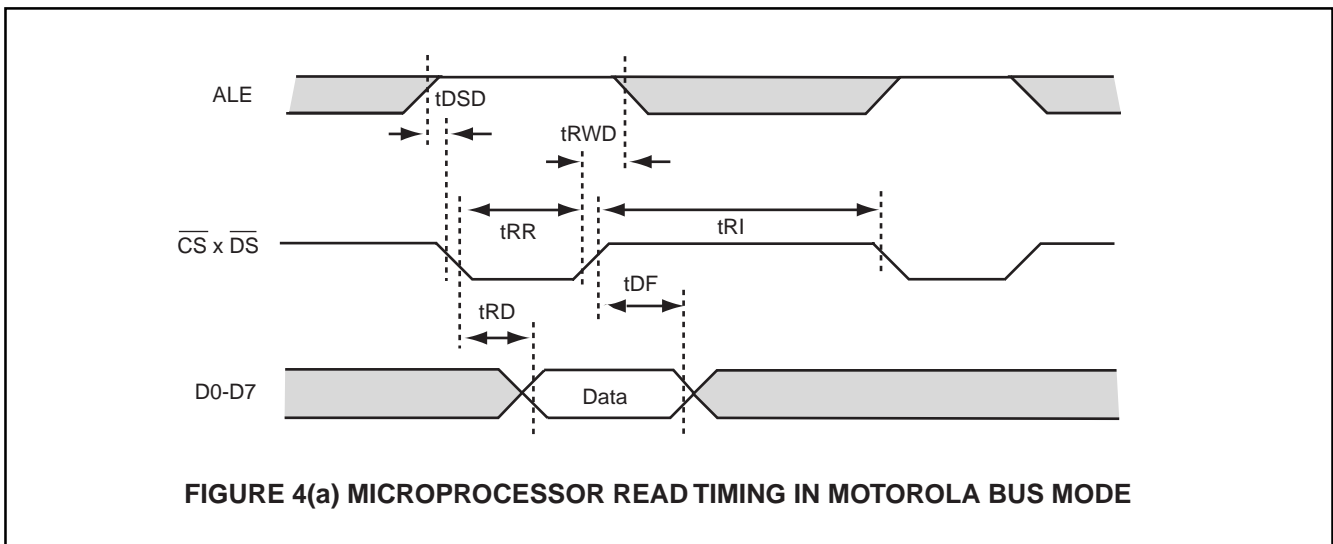 ALE
tDSD
tRWD
tRR
tRI
CS x DS
tDF
tRD
D0-D7
Data
FIGURE 4(a) MICROPROCESSOR READ TIMING IN MOTOROLA BUS MODE